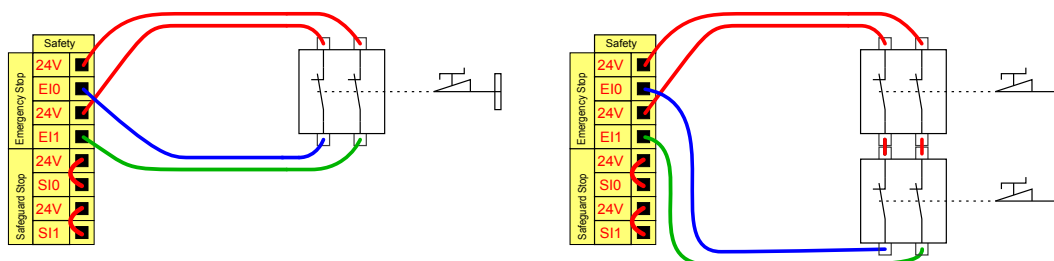 Safety
Emergency Stop
24V
EI0
24V
EI1
Safeguard Stop
24V
SI0
24V
SI1
Safety
Emergency Stop
24V
EI0
24V
EI1
Safeguard Stop
24V
SI0
24V
SI1